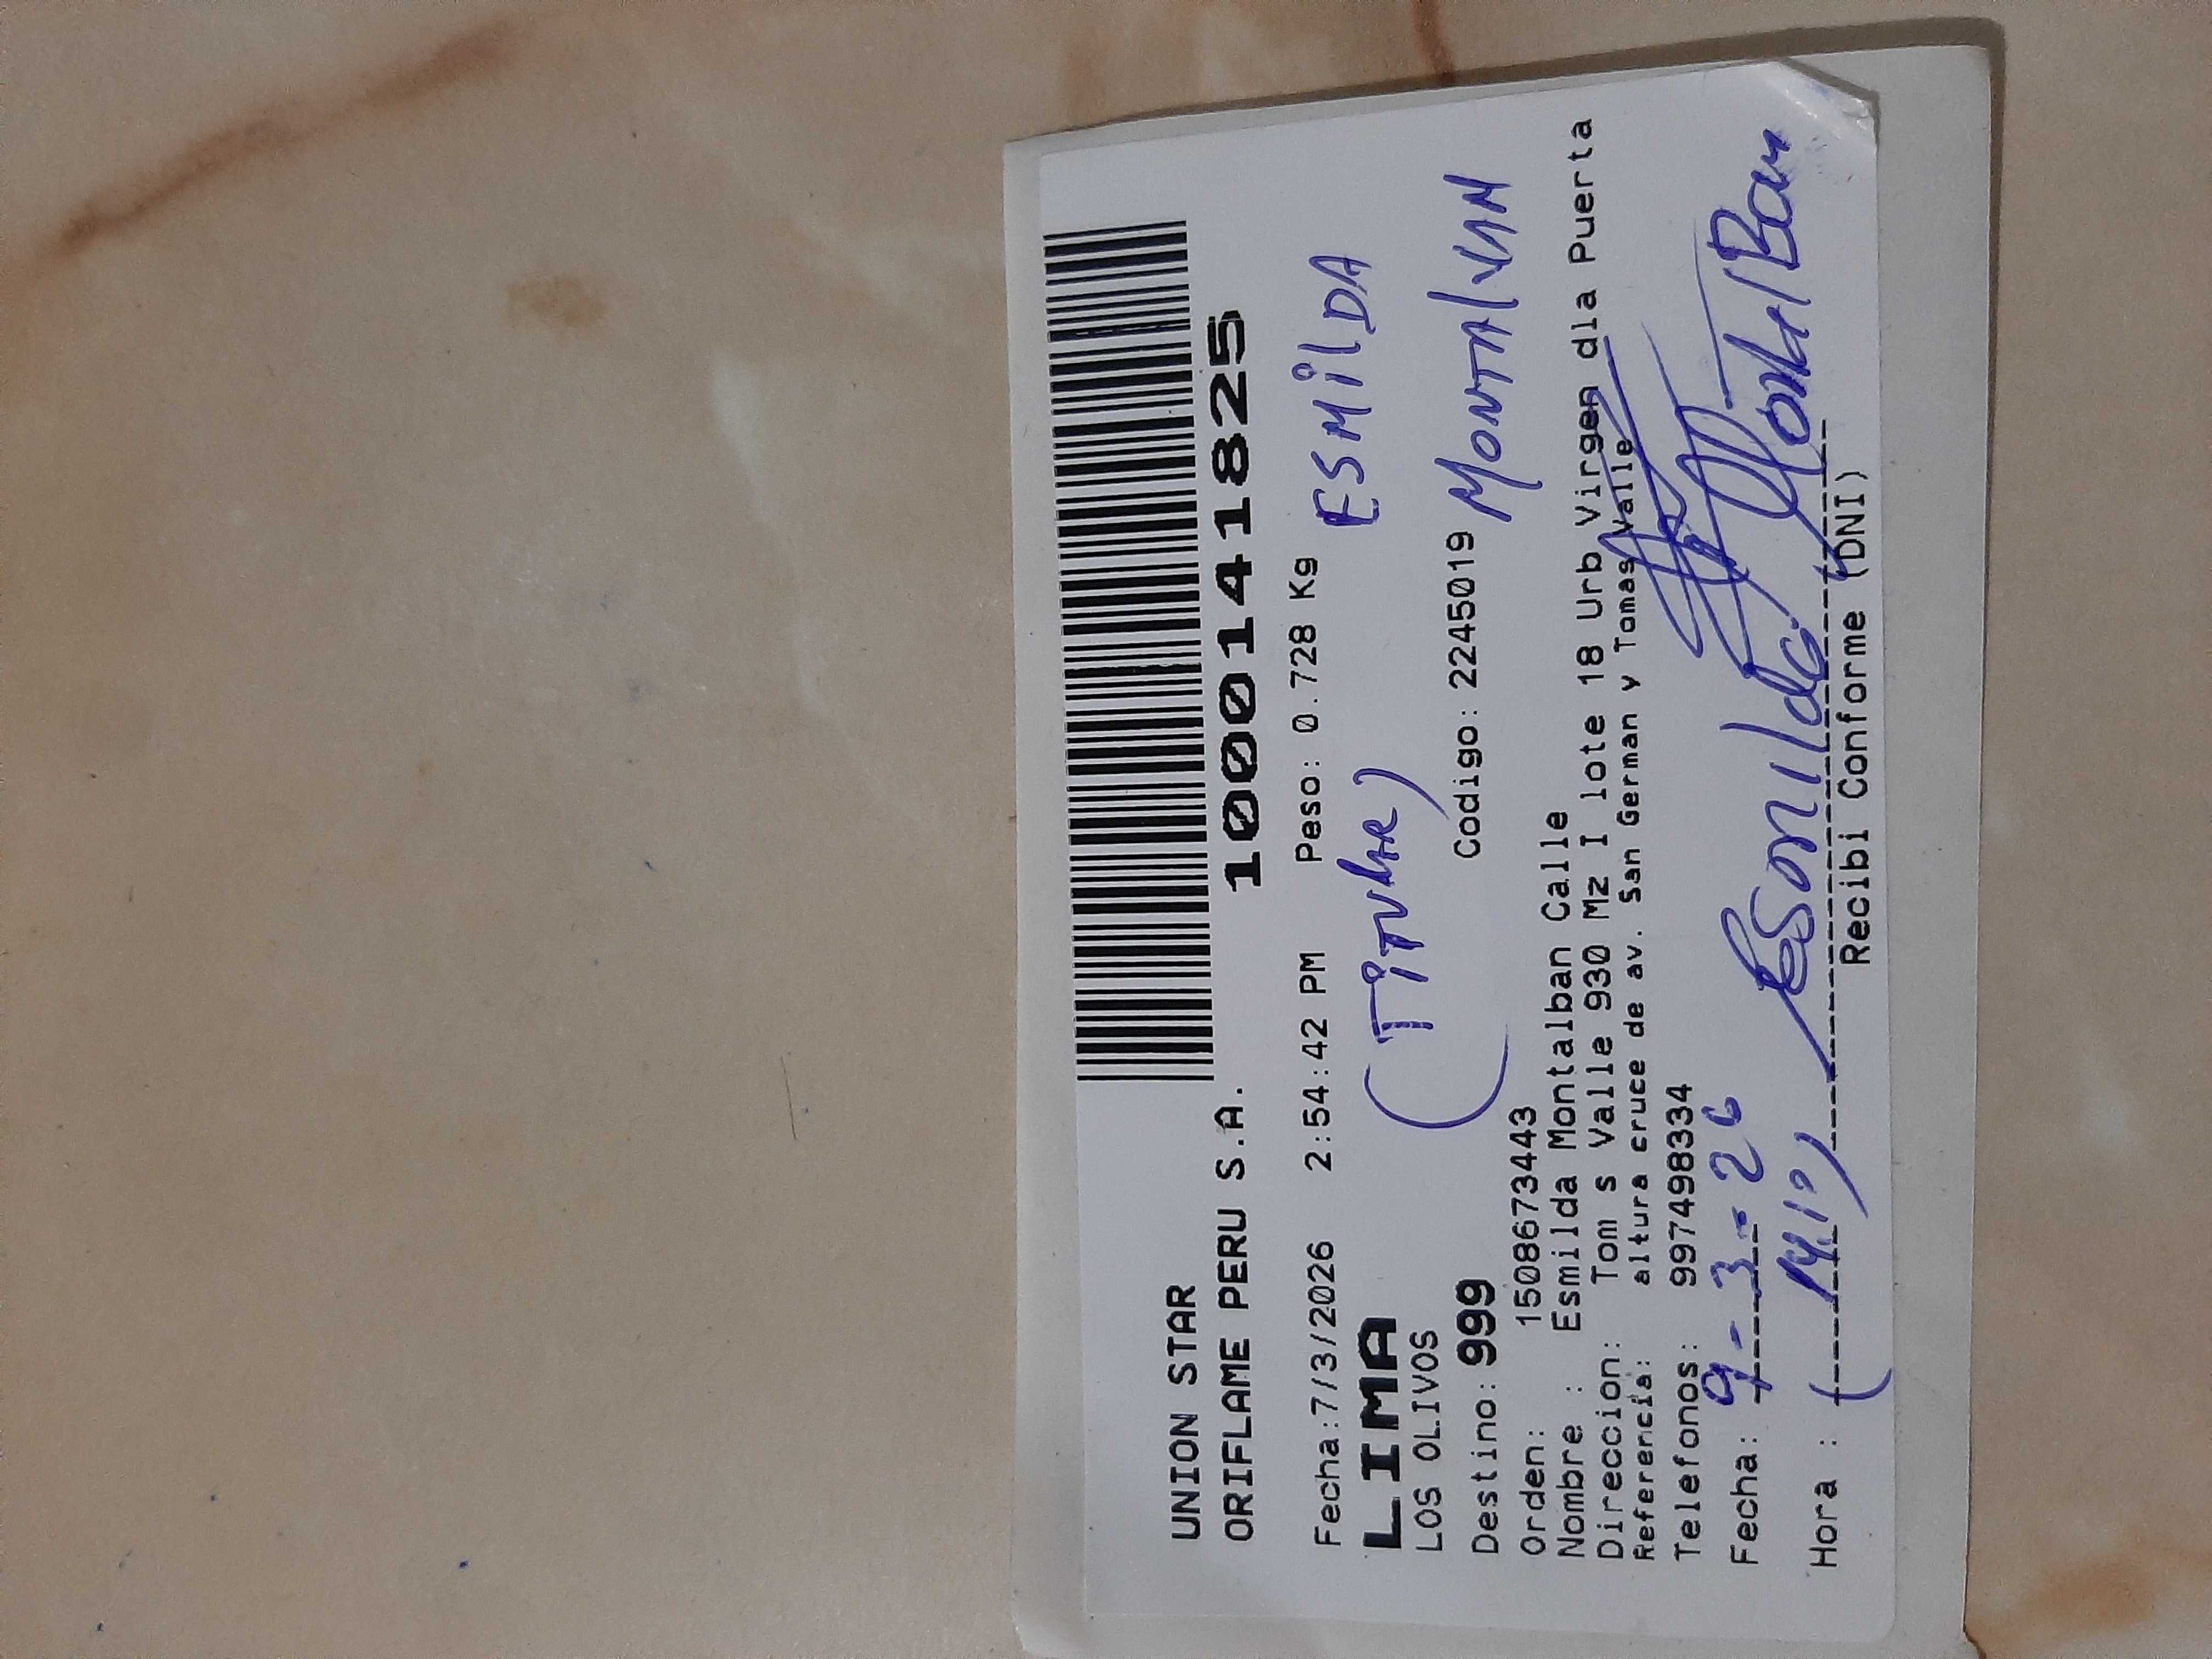 UNION STAR
ORIFLAME PERU S.A. 1000141825
Fecha:7/3/2026 2:54:42 PM Peso: 0.728 Kg
LIMA (TITULAR) ESMILDA
LOS OLIVOS
Destino: 999 Codigo: 2245019 MONTALVAN
Orden: 1508673443
Nombre : Esmilda Montalban Calle
Direccion: Tom s Valle 930 Mz I lote 18 Urb Virgen dla Puerta
Referencia: altura cruce de av. San German y Tomas Valle
Telefonos: 997498334
Fecha: 9-3-26
Hora : Esmilda MontalBan
Recibi Conforme (DNI)